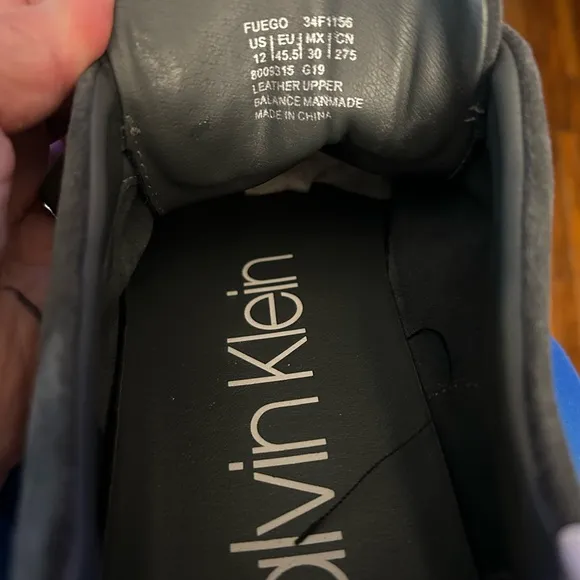 FUEGO 34F1156
US EU MX CN
12 45.5 30 275
8009315 G19
LEATHER UPPER
BALANCE MANMADE
MADE IN CHINA
alvin Klein